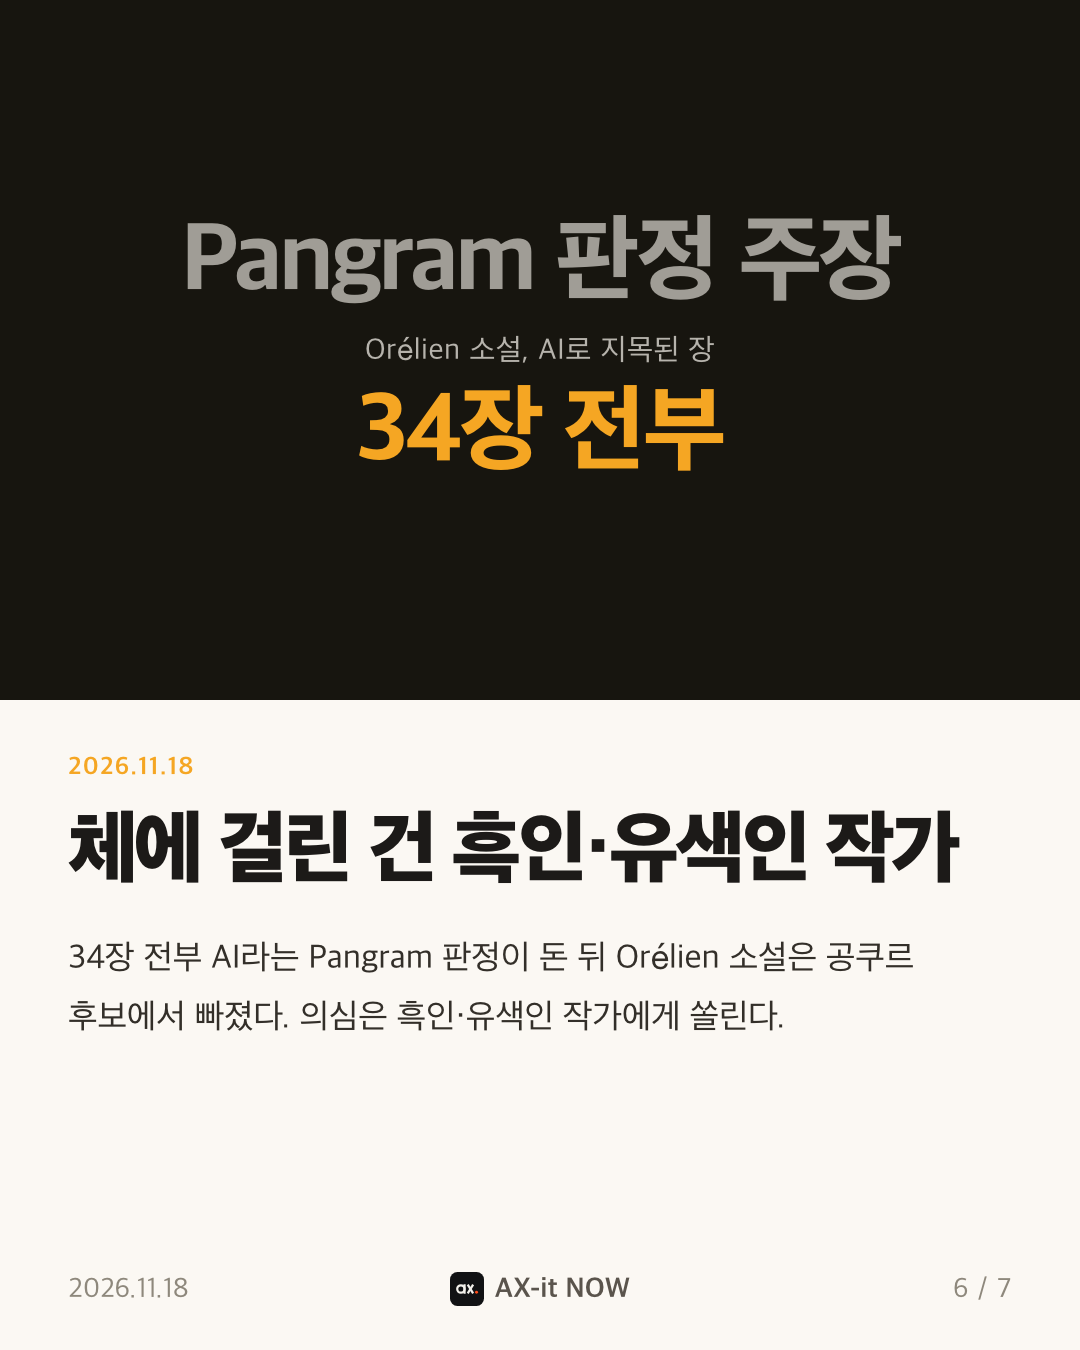 Pangram 판정 주장
Orélien 소설, AI로 지목된 장
34장 전부
2026.11.18
체에 걸린 건 흑인·유색인 작가
34장 전부 AI라는 Pangram 판정이 돈 뒤 Orélien 소설은 공쿠르
후보에서 빠졌다. 의심은 흑인·유색인 작가에게 쏠린다.
2026.11.18
ax. AX-it NOW
6 / 7